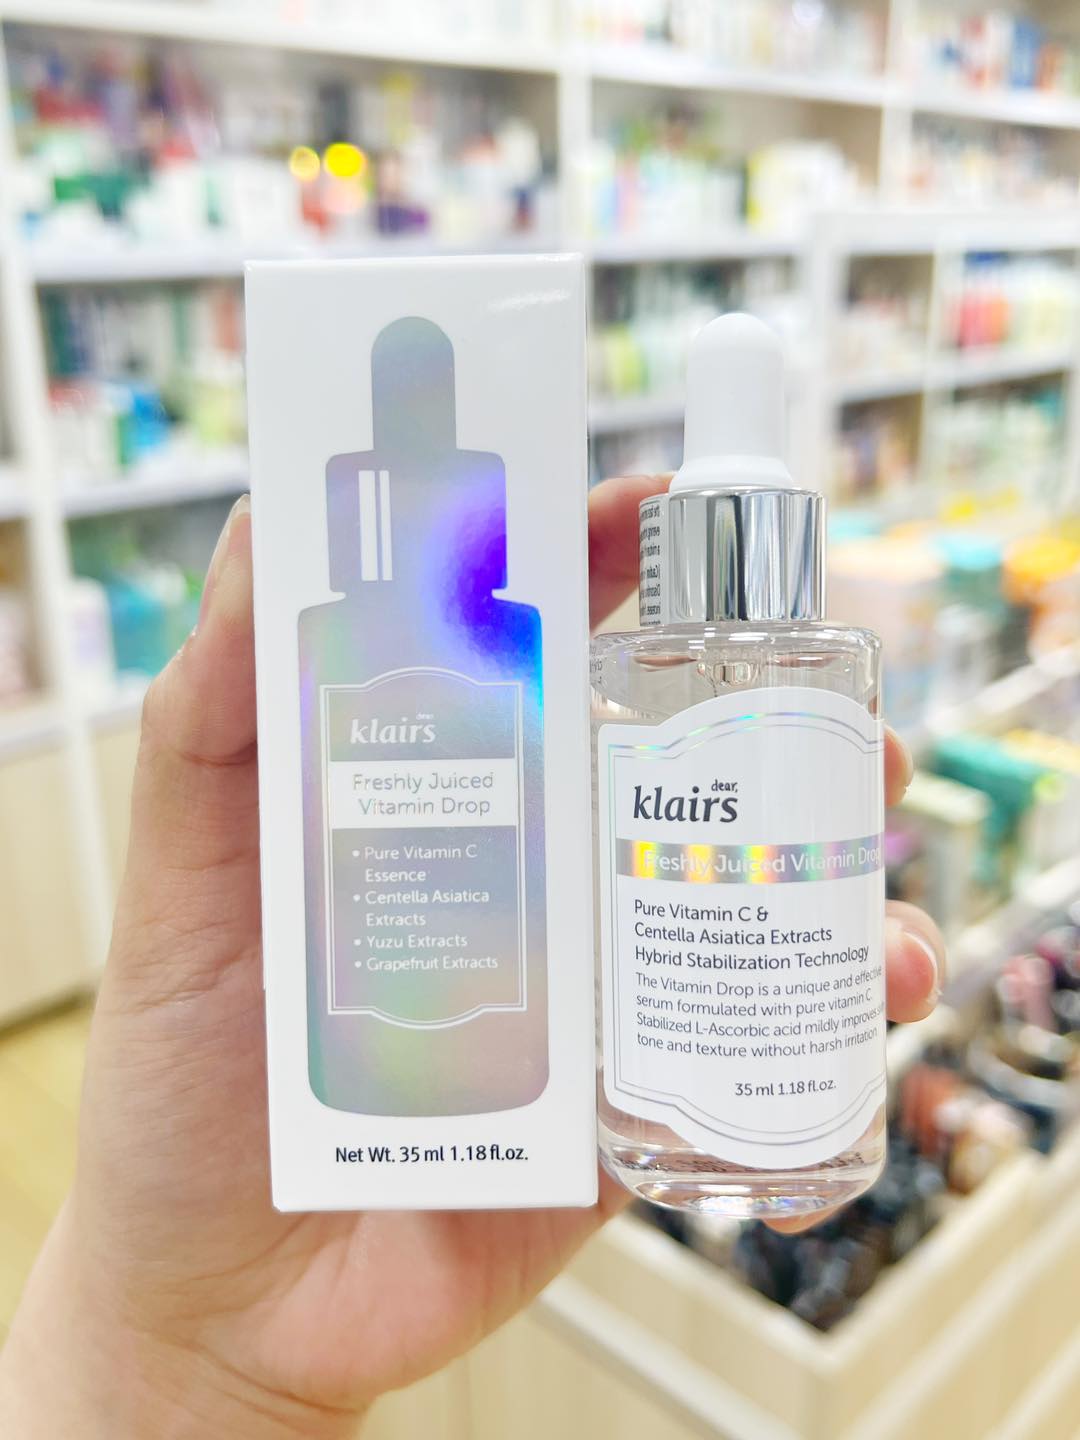 dear,
klairs
Freshly Juiced
Vitamin Drop
• Pure Vitamin C
Essence
• Centella Asiatica
Extracts
• Yuzu Extracts
• Grapefruit Extracts
Net Wt. 35 ml 1.18 fl.oz.
dear,
klairs
Freshly Juiced Vitamin Drop
Pure Vitamin C &
Centella Asiatica Extracts
Hybrid Stabilization Technology
The Vitamin Drop is a unique and effective
serum formulated with pure vitamin C.
Stabilized L-Ascorbic acid mildly improves
tone and texture without harsh irritation.
35 ml 1.18 fl.oz.